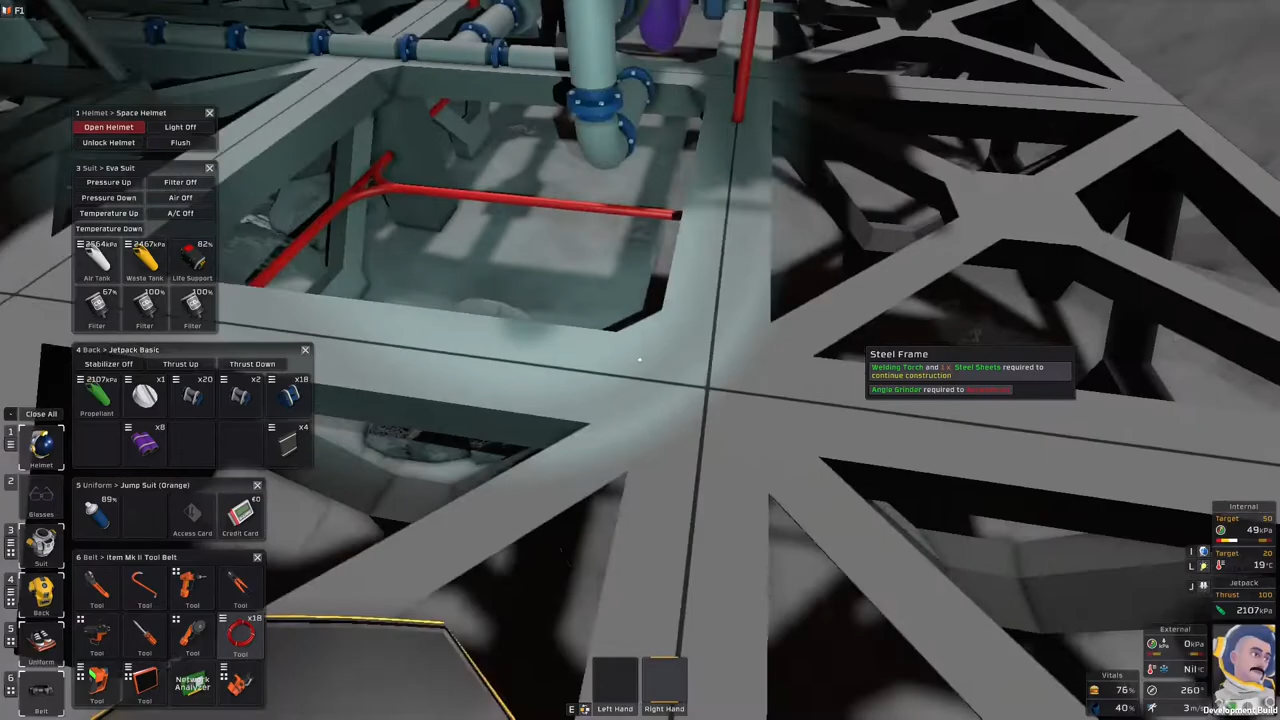 F1
1 Helmet > Space Helmet
Open Helmet Light Off
Unlock Helmet Flush
3 Suit > Eva Suit
Pressure Up Filter Off
Pressure Down Air Off
Temperature Up A/C Off
Temperature Down
2467kPa 82%
Air Tank Waste Tank Life Support
67% 100% 100%
Filter Filter Filter
4 Back > Jetpack Basic
Stabilizer Off Thrust Up Thrust Down
2107kPa x1 x20 x2 x18
Propellant
x8 x4
Steel Frame
Welding Torch and 1 x Steel Sheets required to
continue construction
Angle Grinder required to
Close All
1
Helmet
2
Glasses
3
Suit
4
Back
5
Uniform
6
Belt
5 Uniform > Jump Suit (Orange)
89% €0
Access Card Credit Card
6 Belt > Item Mk II Tool Belt
Tool Tool Tool Tool
x18
Tool Tool Tool Tool
Tool Tool Network Analyzer
E Left Hand Right Hand
Internal
Target 50
49kPa
Target 20
19°C
I
L
J
Jetpack
Thrust 100
2107kPa
External
0kPa
Nil°C
Vitals
76% 260°
40% 3m/s
Development Build